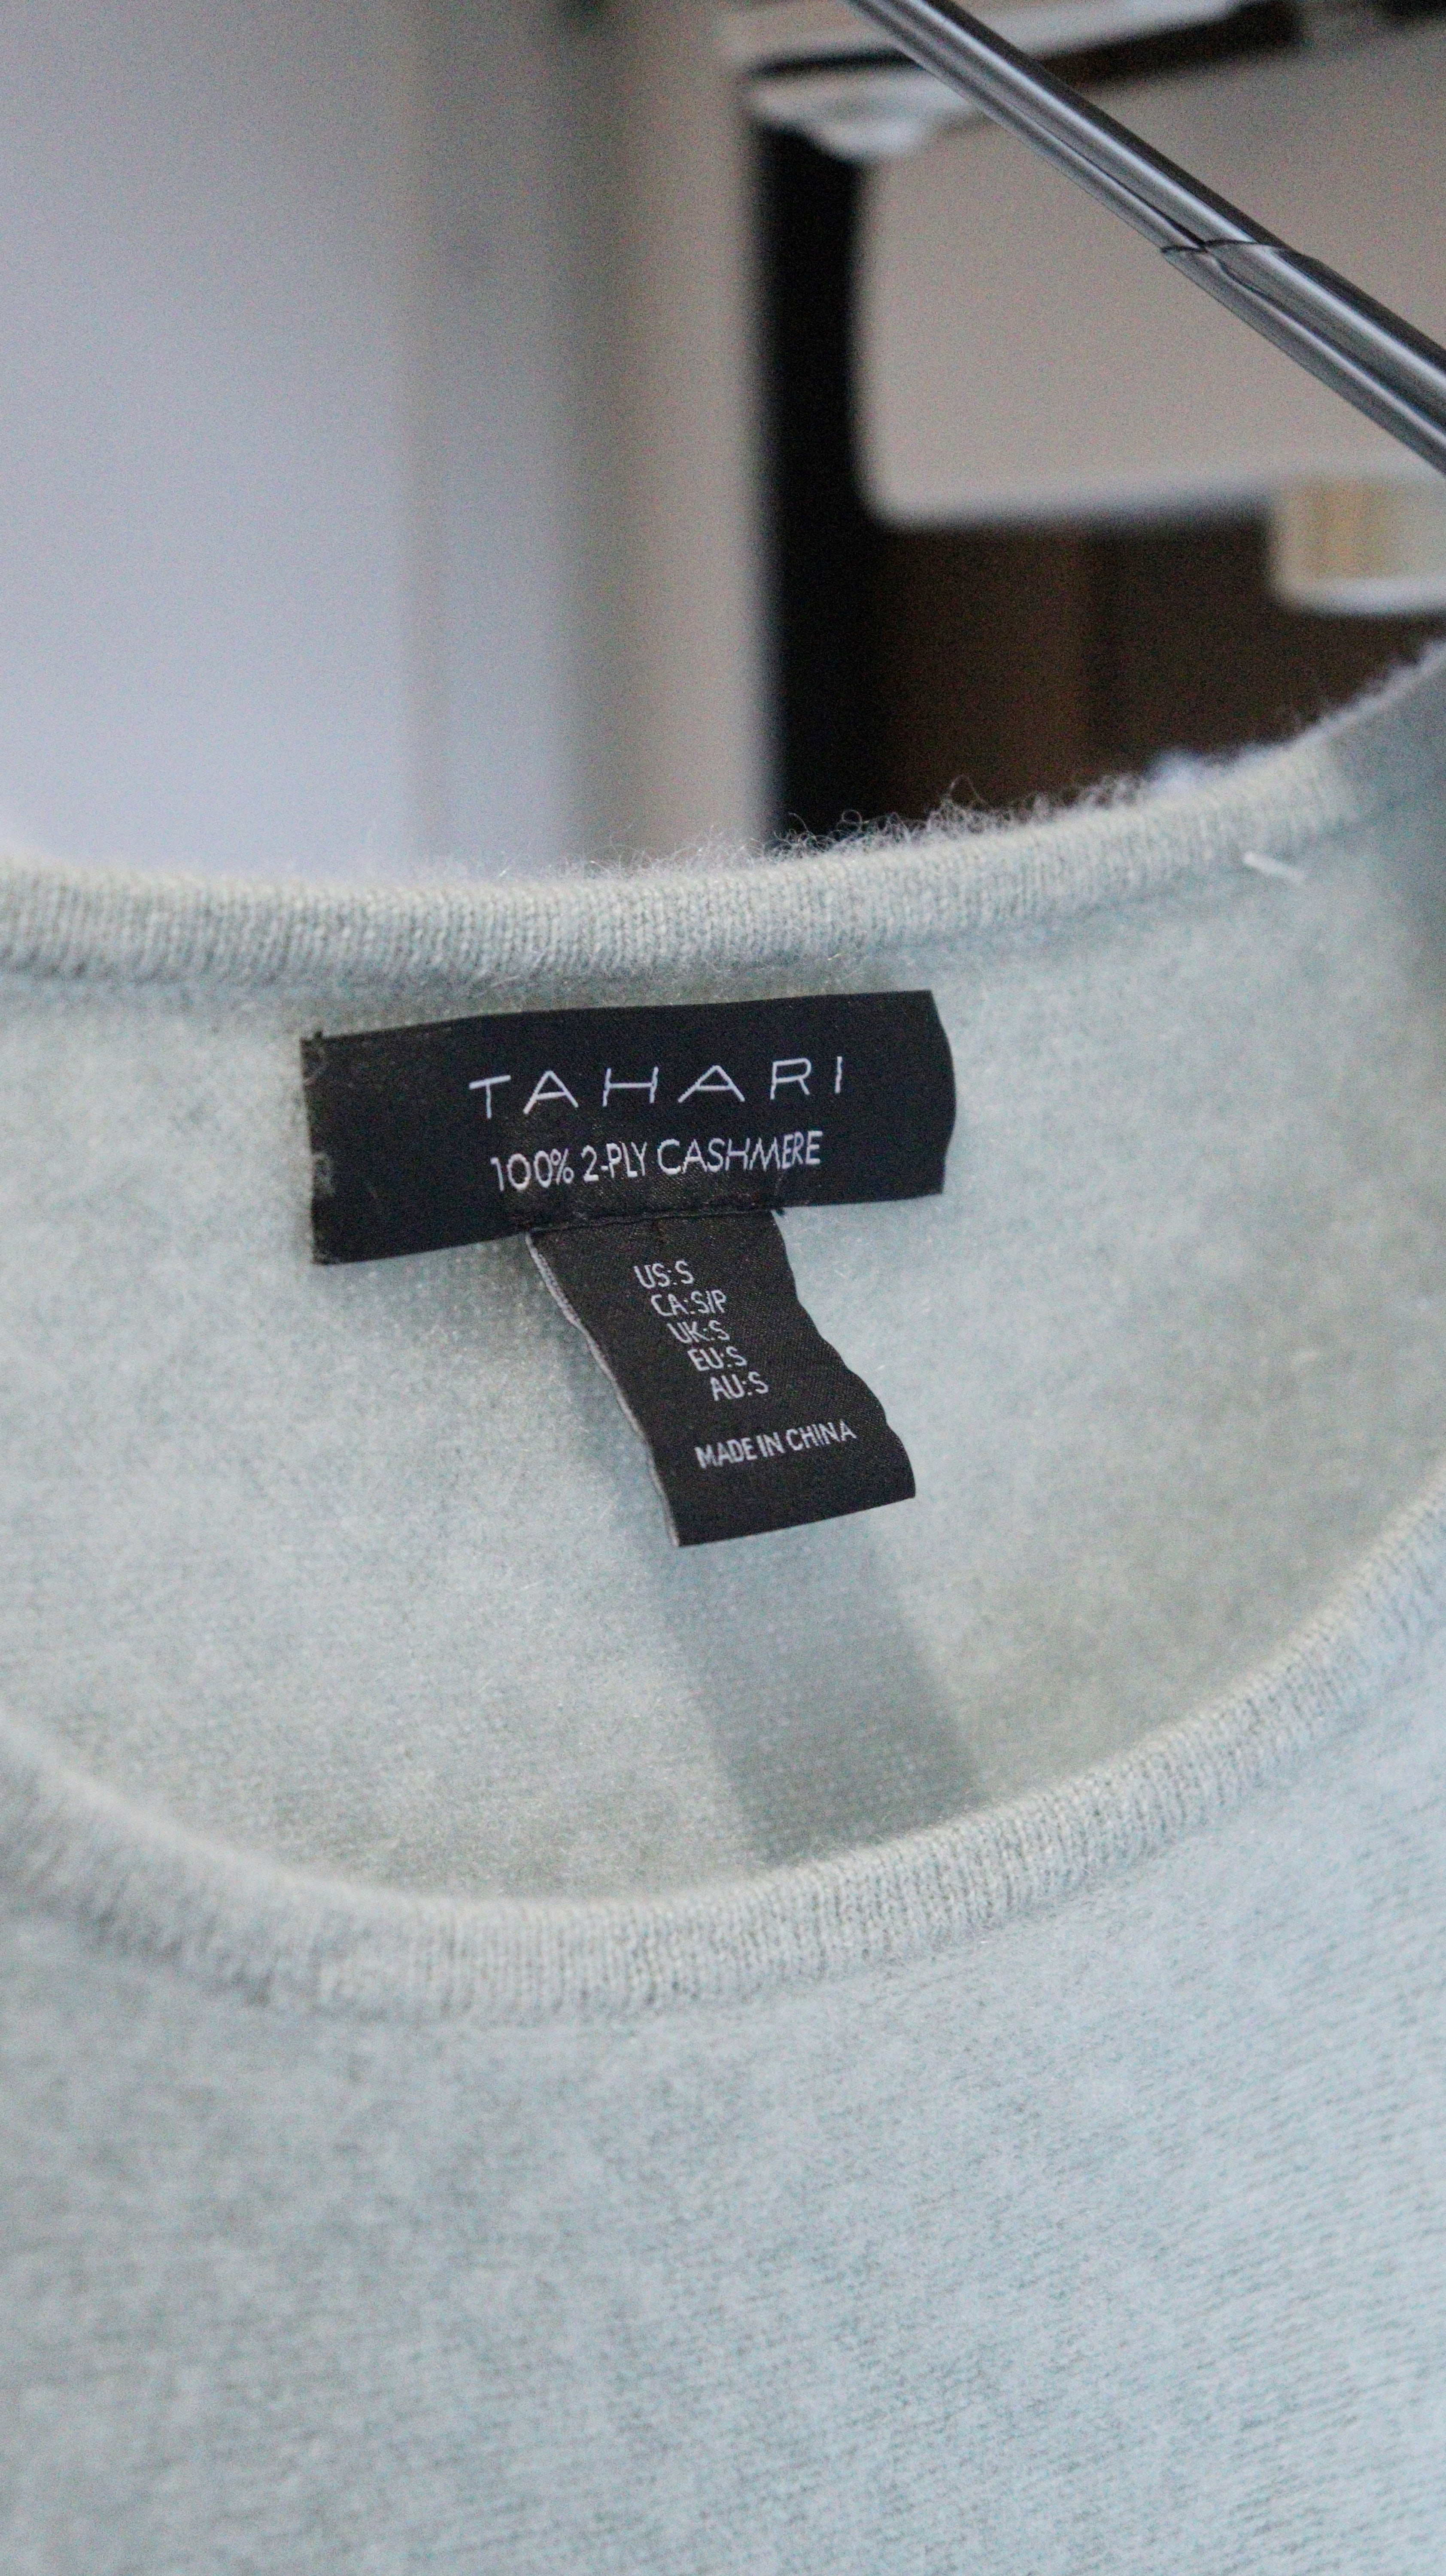 TAHARI
100% 2-PLY CASHMERE
US:S
CA:S/P
UK:S
EU:S
AU:S
MADE IN CHINA